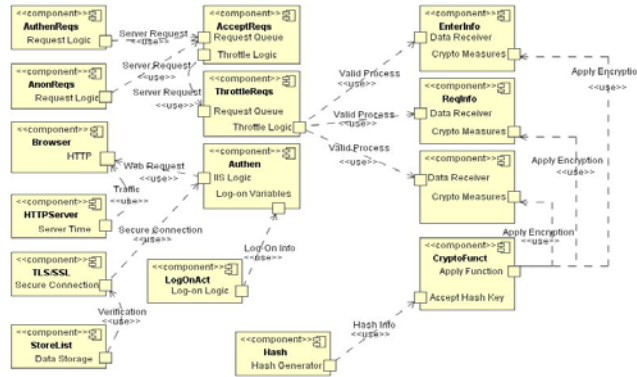 <<component>>
AuthenReqs
Request Logic
<<component>>
AnonReqs
Request Logic
<<component>>
Browser
HTTP
<<component>>
HTTPServer
Server Time
<<component>>
TLS/SSL
Secure Connection
<<component>>
StoreList
Data Storage
Server Request
<<use>>
Server Request
<<use>>
Server Request
<<use>>
Web Request
<<use>>
Traffic
<<use>>
Secure Connection
<<use>>
Verification
<<use>>
<<component>>
AcceptReqs
Request Queue
Throttle Logic
<<component>>
ThrottleReqs
Request Queue
Throttle Logic
<<component>>
Authen
IIS Logic
Log-on Variables
<<component>>
LogOnAct
Log-on Logic
Log-On Info
<<use>>
<<component>>
Hash
Hash Generator
Hash Info
<<use>>
Valid Process
<<use>>
Valid Process
<<use>>
Valid Process
<<use>>
<<component>>
EnterInfo
Data Receiver
Crypto Measures
<<component>>
ReqInfo
Data Receiver
Crypto Measures
<<component>>
Data Receiver
Crypto Measures
<<component>>
CryptoFunct
Apply Function
Accept Hash Key
Apply Encryptio
<<use>>
Apply Encryption
<<use>>
Apply Encryption
<<use>>